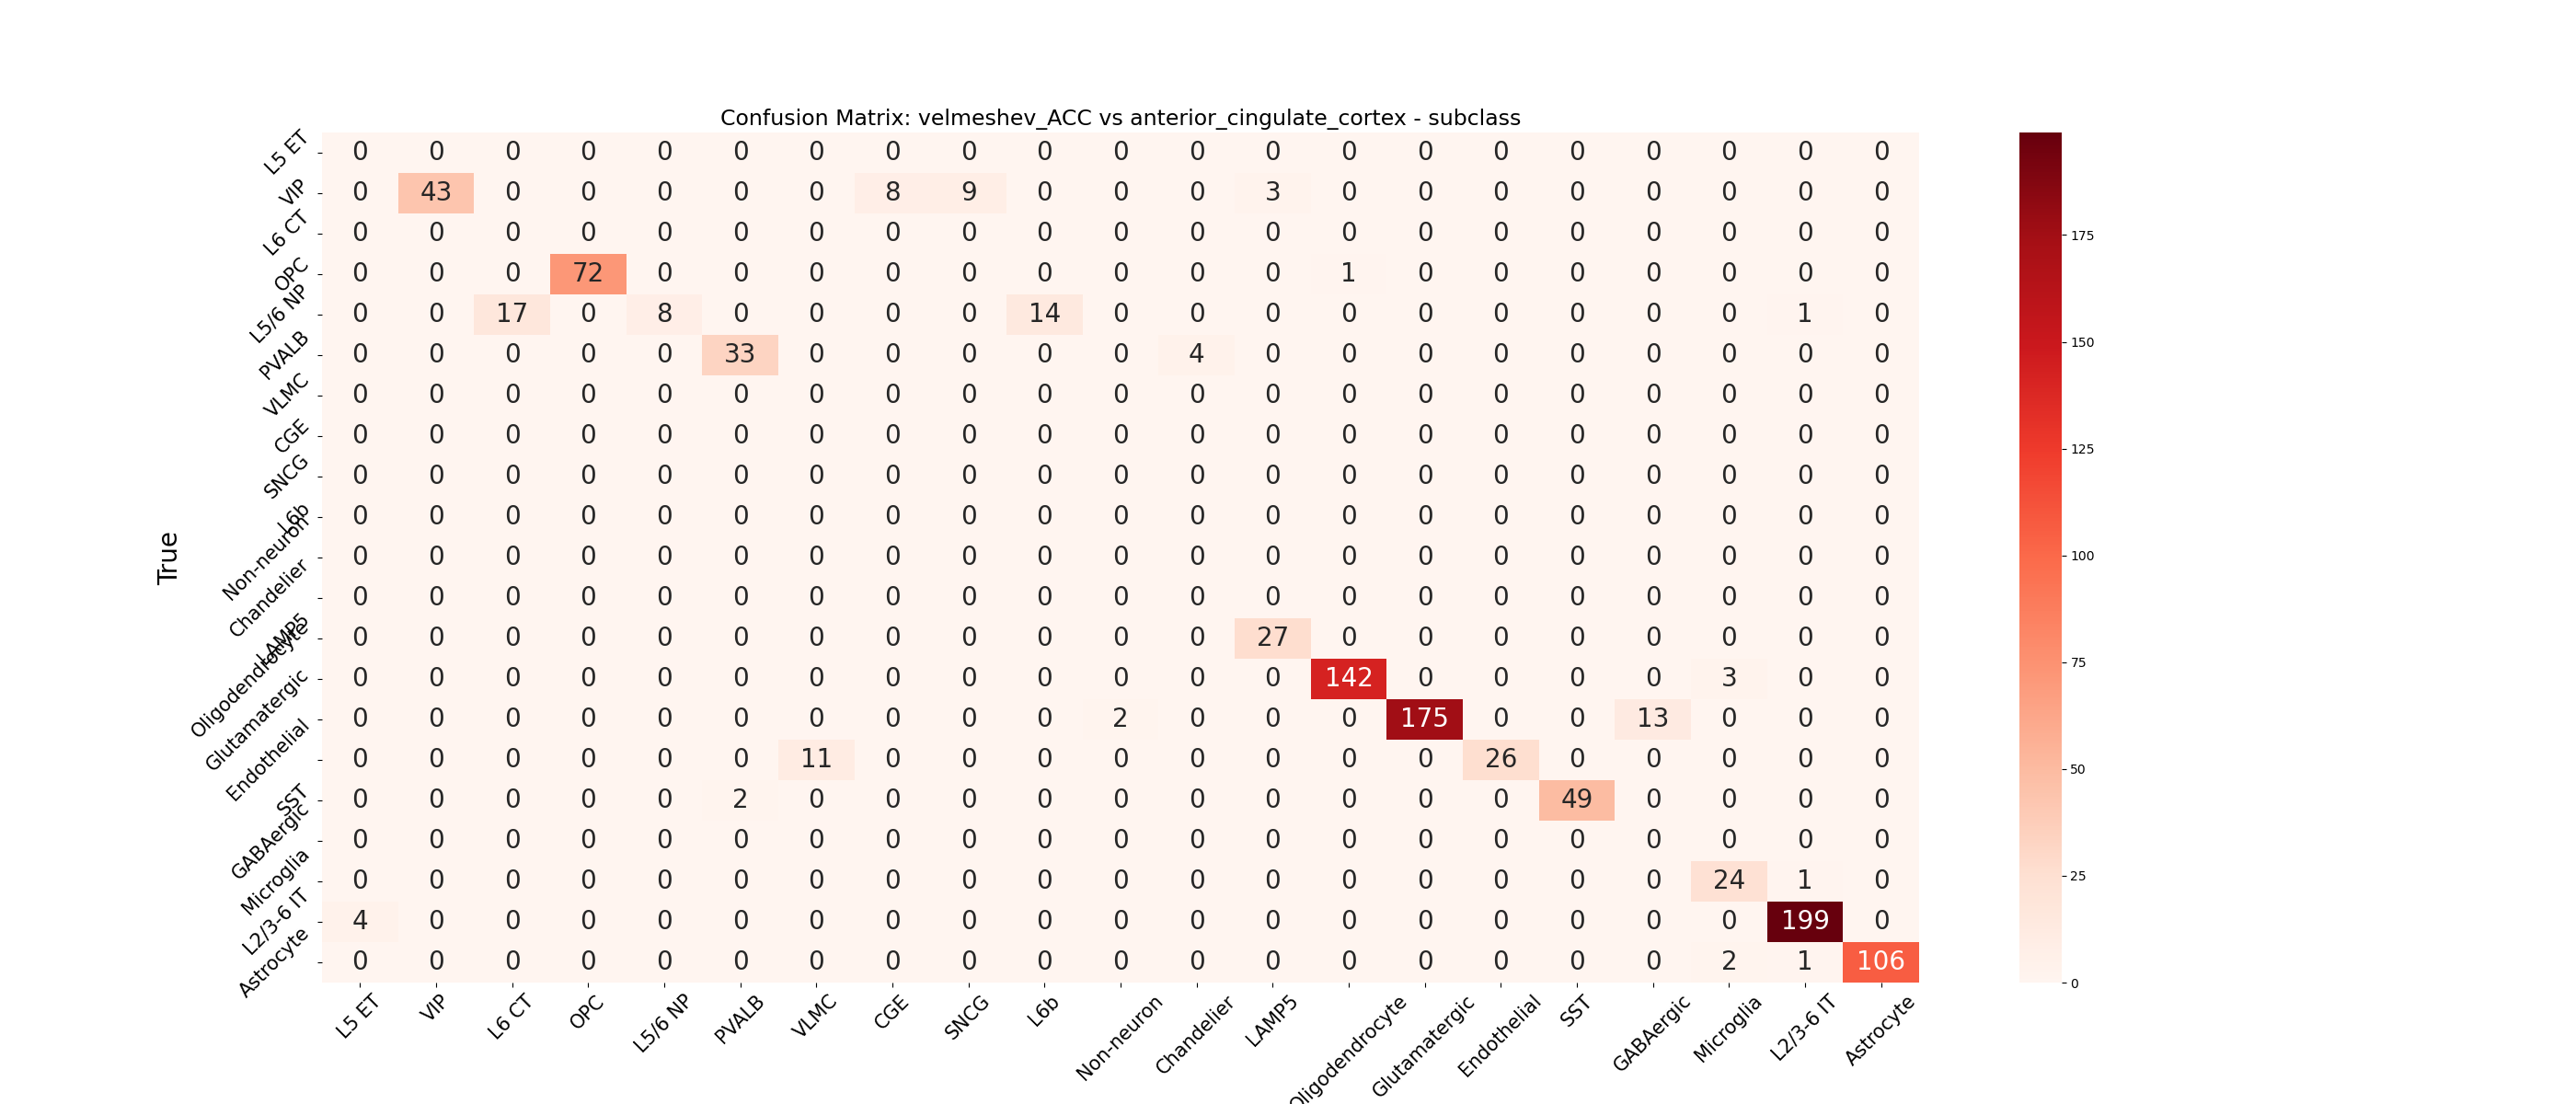 Confusion Matrix: velmeshev_ACC vs anterior_cingulate_cortex - subclass
True
L5 ET 0 0 0 0 0 0 0 0 0 0 0 0 0 0 0 0 0 0 0 0 0
VIP 0 43 0 0 0 0 0 8 9 0 0 0 3 0 0 0 0 0 0 0 0
L6 CT 0 0 0 0 0 0 0 0 0 0 0 0 0 0 0 0 0 0 0 0 0
OPC 0 0 0 72 0 0 0 0 0 0 0 0 0 1 0 0 0 0 0 0 0
L5/6 NP 0 0 17 0 8 0 0 0 0 14 0 0 0 0 0 0 0 0 0 1 0
PVALB 0 0 0 0 0 33 0 0 0 0 0 4 0 0 0 0 0 0 0 0 0
VLMC 0 0 0 0 0 0 0 0 0 0 0 0 0 0 0 0 0 0 0 0 0
CGE 0 0 0 0 0 0 0 0 0 0 0 0 0 0 0 0 0 0 0 0 0
SNCG 0 0 0 0 0 0 0 0 0 0 0 0 0 0 0 0 0 0 0 0 0
L6b 0 0 0 0 0 0 0 0 0 0 0 0 0 0 0 0 0 0 0 0 0
Non-neuron 0 0 0 0 0 0 0 0 0 0 0 0 0 0 0 0 0 0 0 0 0
Chandelier 0 0 0 0 0 0 0 0 0 0 0 0 0 0 0 0 0 0 0 0 0
LAMP5 0 0 0 0 0 0 0 0 0 0 0 0 27 0 0 0 0 0 0 0 0
Oligodendrocyte 0 0 0 0 0 0 0 0 0 0 0 0 0 142 0 0 0 0 3 0 0
Glutamatergic 0 0 0 0 0 0 0 0 0 0 2 0 0 0 175 0 0 13 0 0 0
Endothelial 0 0 0 0 0 0 11 0 0 0 0 0 0 0 0 26 0 0 0 0 0
SST 0 0 0 0 0 2 0 0 0 0 0 0 0 0 0 0 49 0 0 0 0
GABAergic 0 0 0 0 0 0 0 0 0 0 0 0 0 0 0 0 0 0 0 0 0
Microglia 0 0 0 0 0 0 0 0 0 0 0 0 0 0 0 0 0 0 24 1 0
L2/3-6 IT 4 0 0 0 0 0 0 0 0 0 0 0 0 0 0 0 0 0 0 199 0
Astrocyte 0 0 0 0 0 0 0 0 0 0 0 0 0 0 0 0 0 0 2 1 106
L5 ET VIP L6 CT OPC L5/6 NP PVALB VLMC CGE SNCG L6b Non-neuron Chandelier LAMP5 Oligodendrocyte Glutamatergic Endothelial SST GABAergic Microglia L2/3-6 IT Astrocyte
175
150
125
100
75
50
25
0